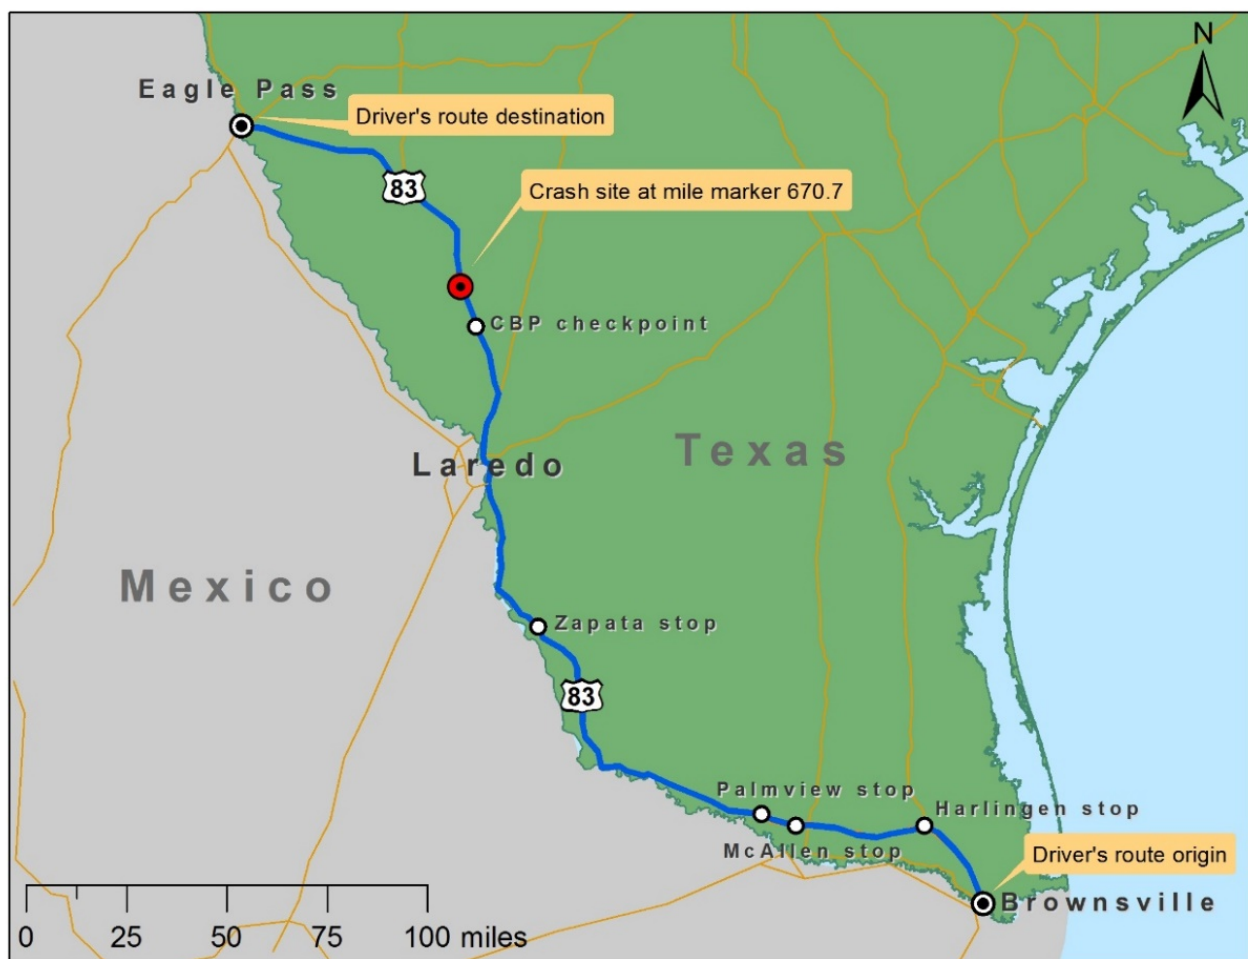 N
Eagle Pass
Driver's route destination
83
Crash site at mile marker 670.7
CBP checkpoint
Texas
Laredo
Mexico
Zapata stop
83
Palmview stop
Harlingen stop
McAllen stop
Driver's route origin
Brownsville
0 25 50 75 100 miles